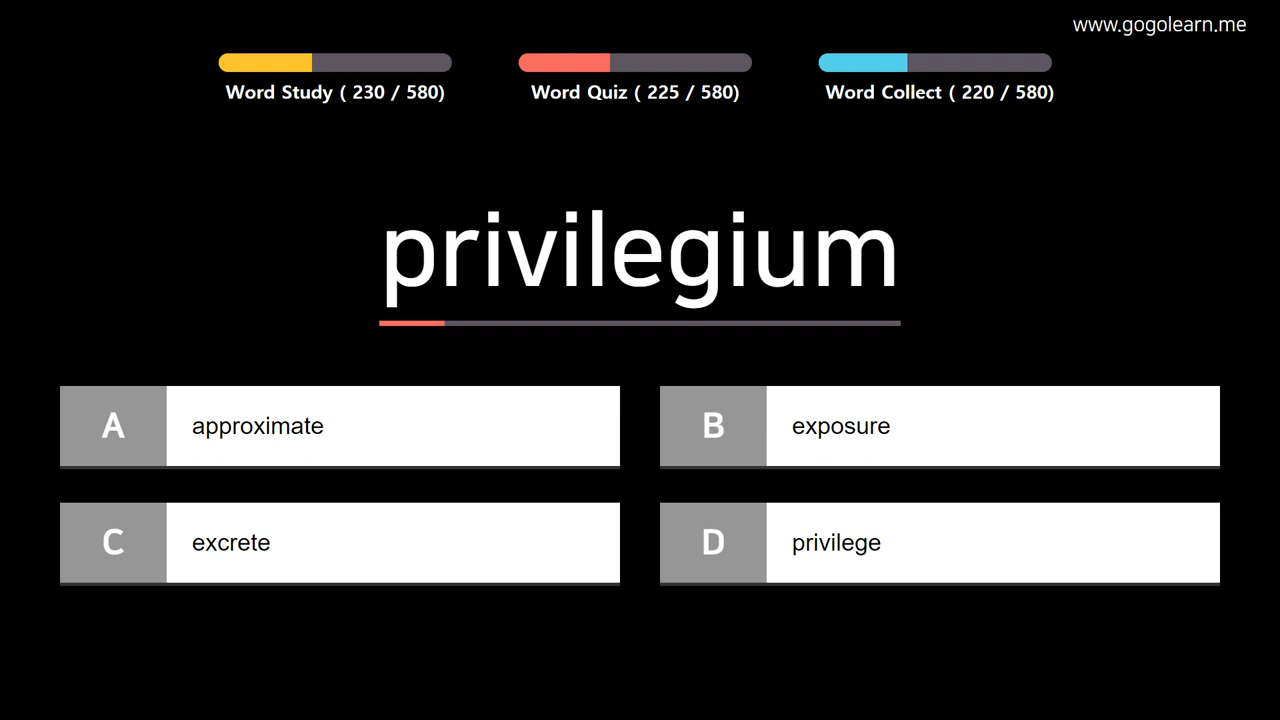 www.gogolearn.me
Word Study ( 230 / 580)
Word Quiz ( 225 / 580)
Word Collect ( 220 / 580)
privilegium
A approximate
B exposure
C excrete
D privilege